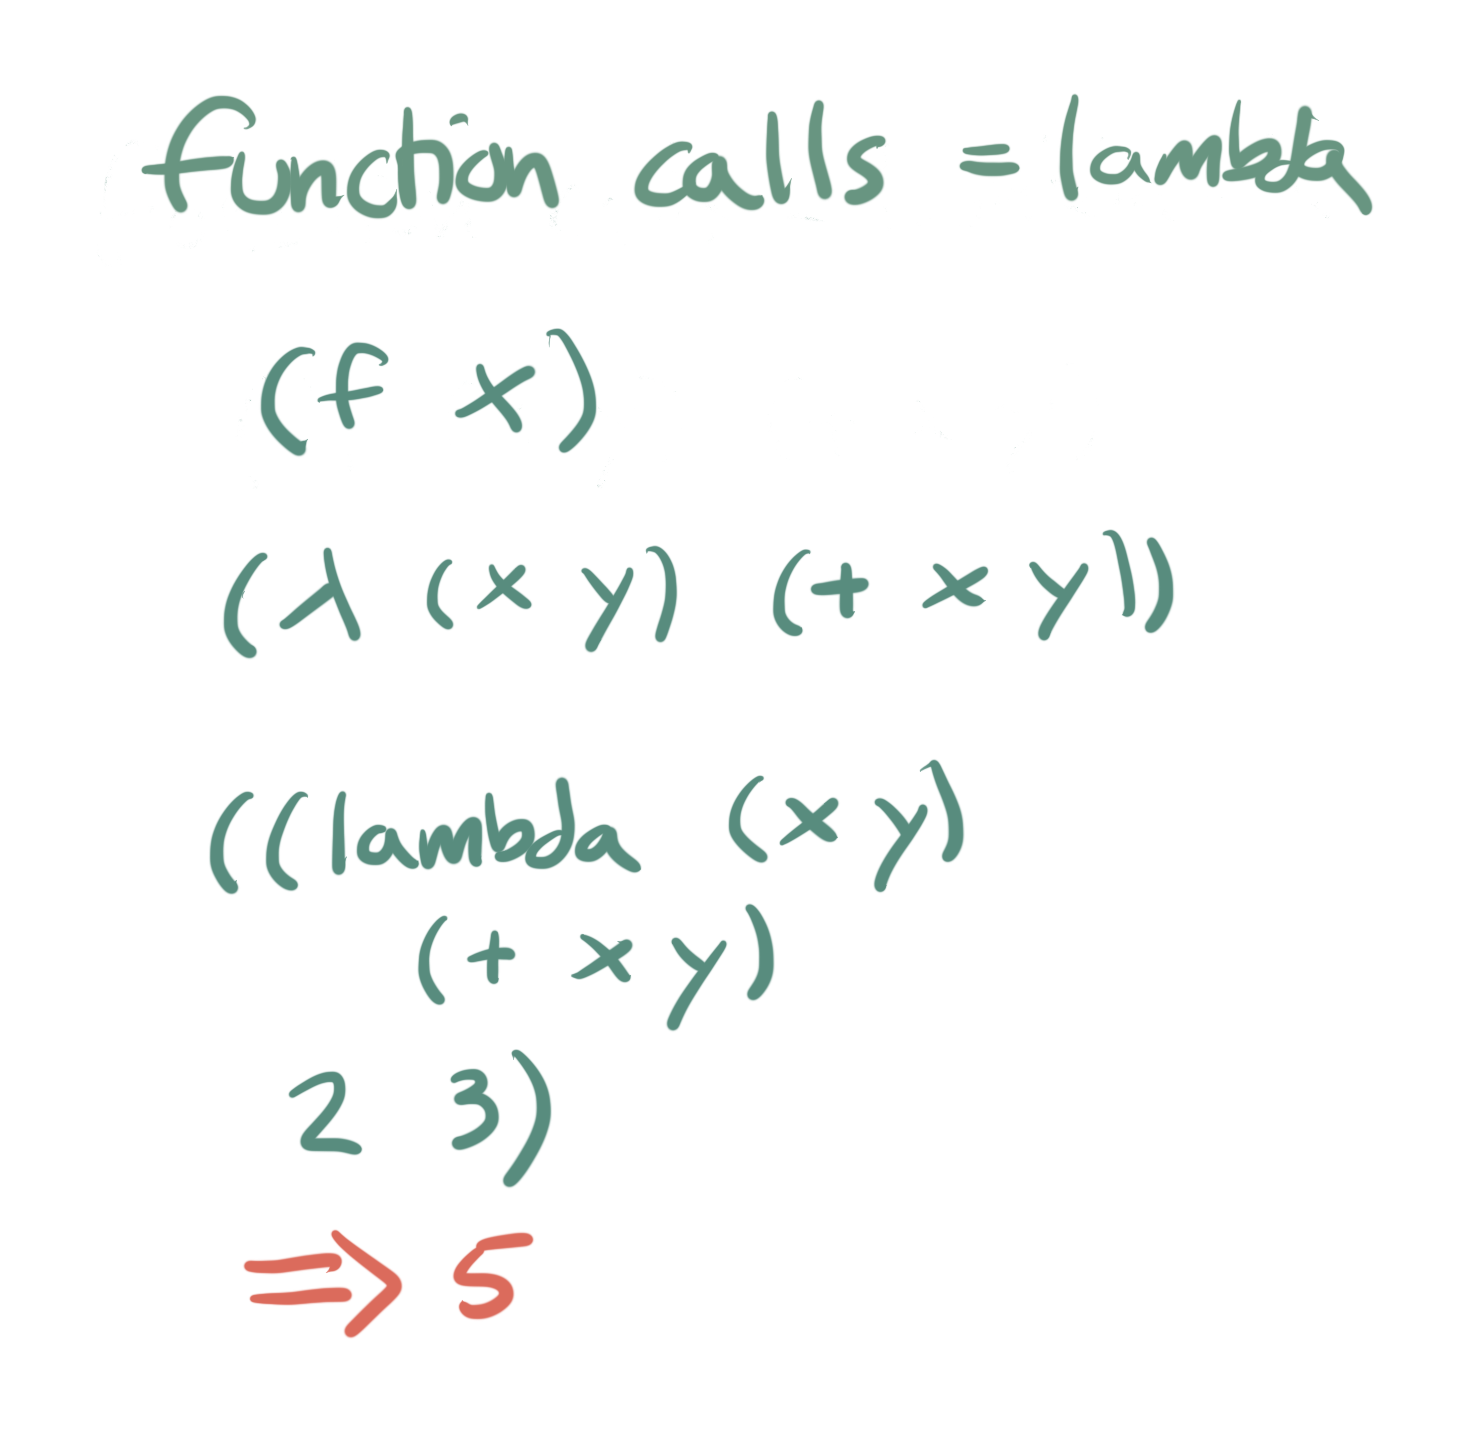 function calls = lambda
(f x)
(λ (x y) (+ x y))
((lambda (x y)
(+ x y)
2 3)
=> 5